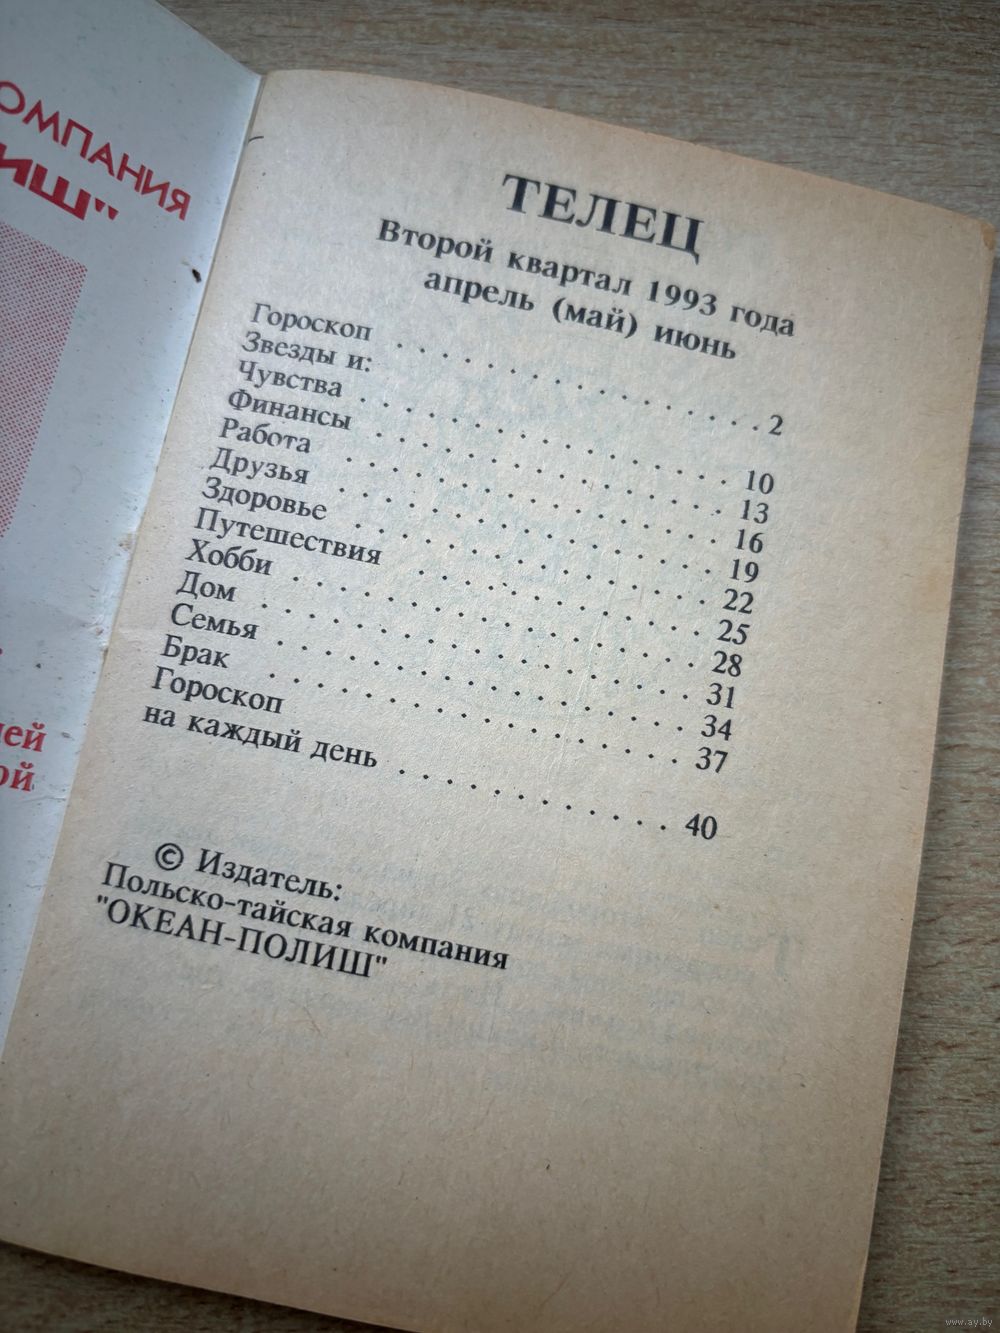 КОМПАНИЯ
ИШ"
ей
ой
ТЕЛЕЦ
Второй квартал 1993 года
апрель (май) июнь
Гороскоп . . . . . . . . . . . . . . . 2
Звезды и:
Чувства . . . . . . . . . . . . . . . 10
Финансы . . . . . . . . . . . . . . . 13
Работа . . . . . . . . . . . . . . . 16
Друзья . . . . . . . . . . . . . . . 19
Здоровье . . . . . . . . . . . . . . . 22
Путешествия . . . . . . . . . . . . 25
Хобби . . . . . . . . . . . . . . . 28
Дом . . . . . . . . . . . . . . . . 31
Семья . . . . . . . . . . . . . . . 34
Брак . . . . . . . . . . . . . . . 37
Гороскоп
на каждый день . . . . . . . . . . 40
© Издатель:
Польско-тайская компания
"ОКЕАН-ПОЛИШ"
www.ay.by